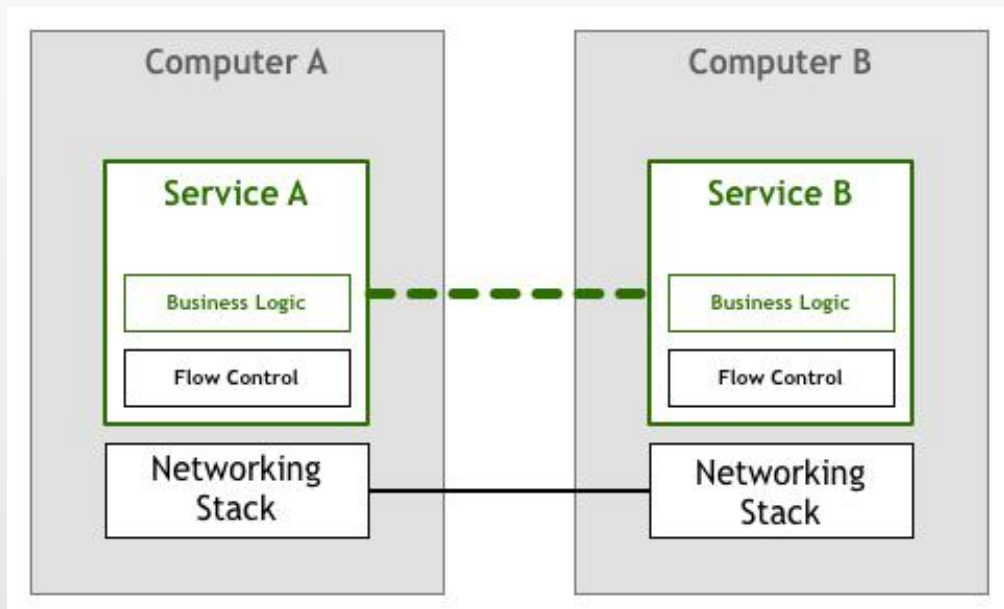 Computer A
Service A
Business Logic
Flow Control
Networking
Stack
Computer B
Service B
Business Logic
Flow Control
Networking
Stack